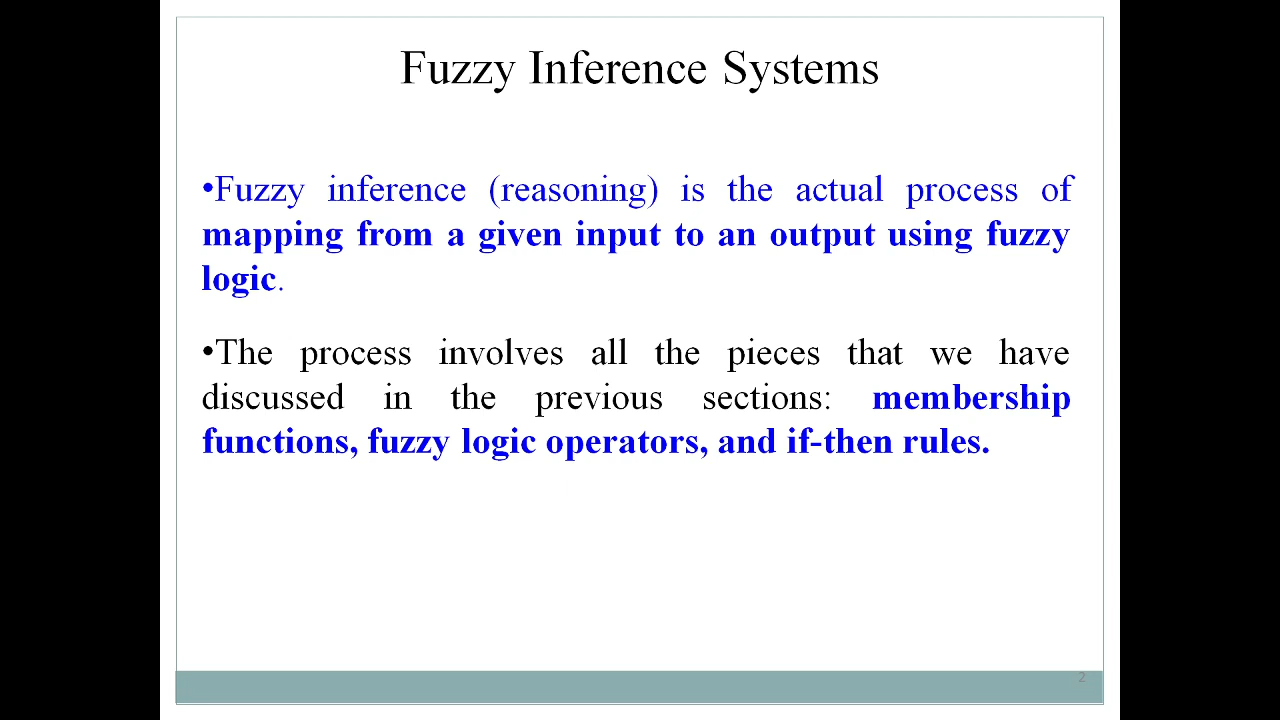 Fuzzy Inference Systems
•Fuzzy inference (reasoning) is the actual process of
mapping from a given input to an output using fuzzy
logic.
•The process involves all the pieces that we have
discussed in the previous sections: membership
functions, fuzzy logic operators, and if-then rules.
2